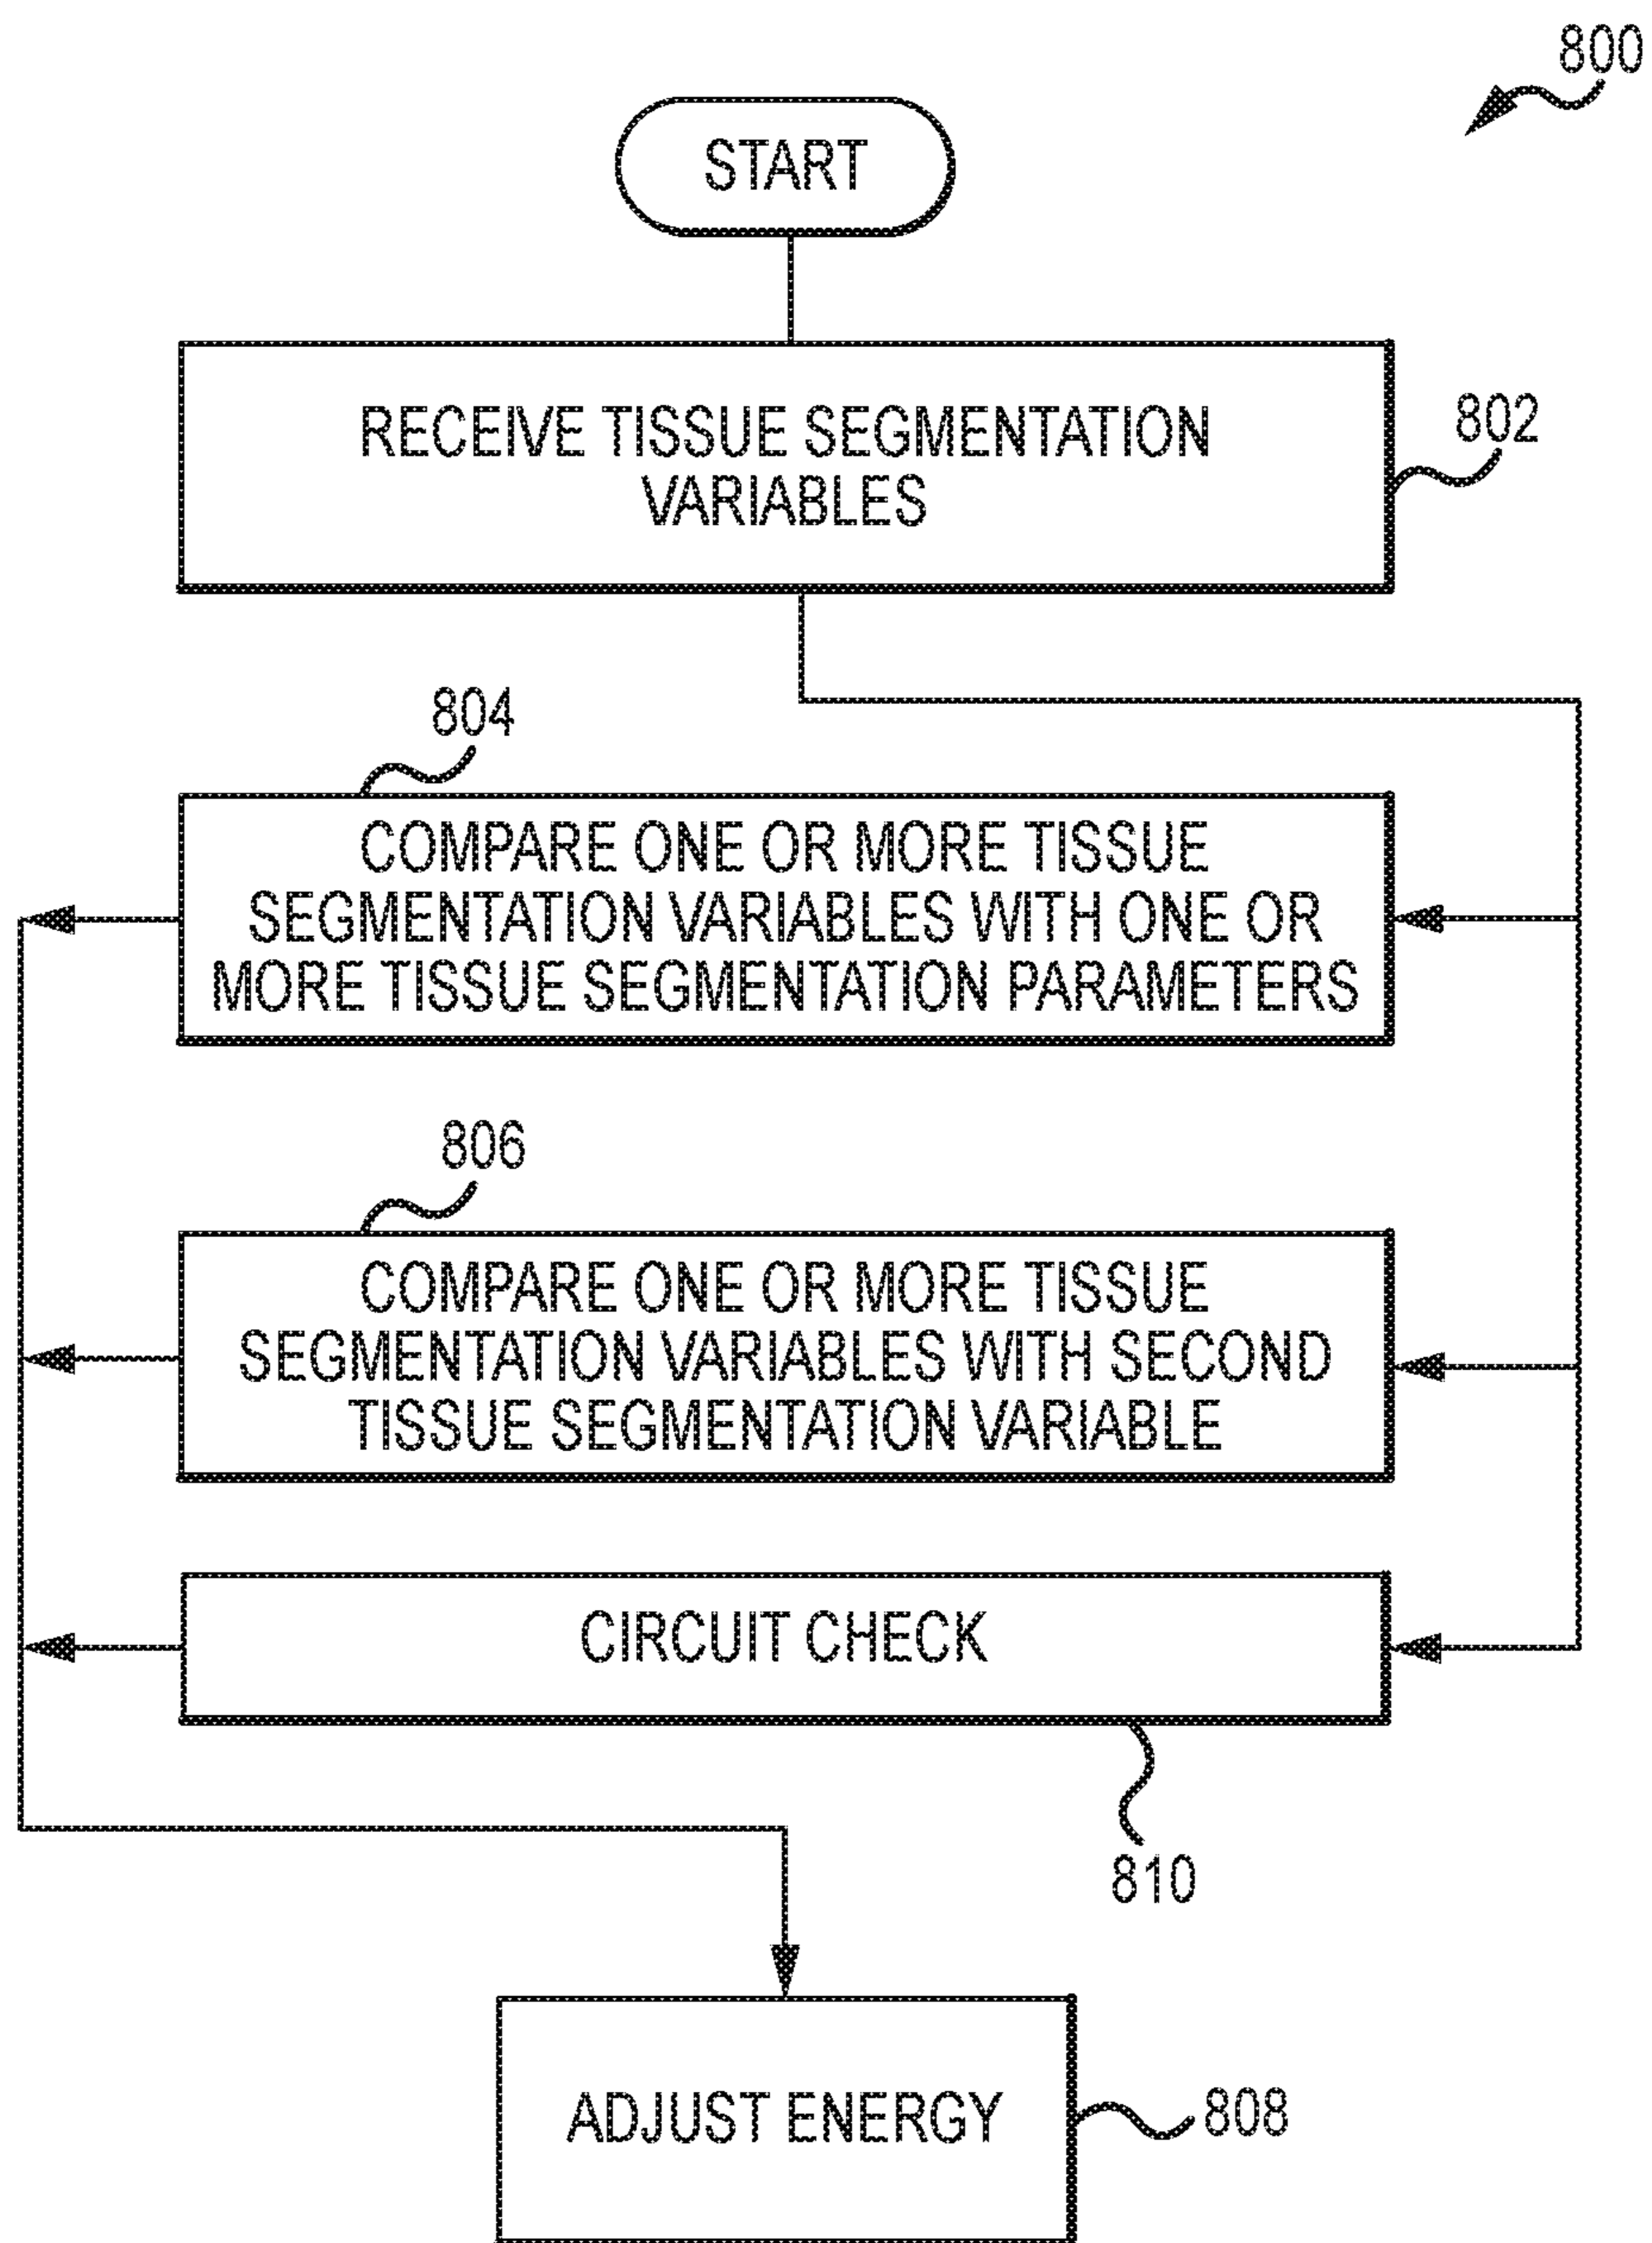 800
START
RECEIVE TISSUE SEGMENTATION
VARIABLES
802
804
COMPARE ONE OR MORE TISSUE
SEGMENTATION VARIABLES WITH ONE OR
MORE TISSUE SEGMENTATION PARAMETERS
806
COMPARE ONE OR MORE TISSUE
SEGMENTATION VARIABLES WITH SECOND
TISSUE SEGMENTATION VARIABLE
CIRCUIT CHECK
810
ADJUST ENERGY
808